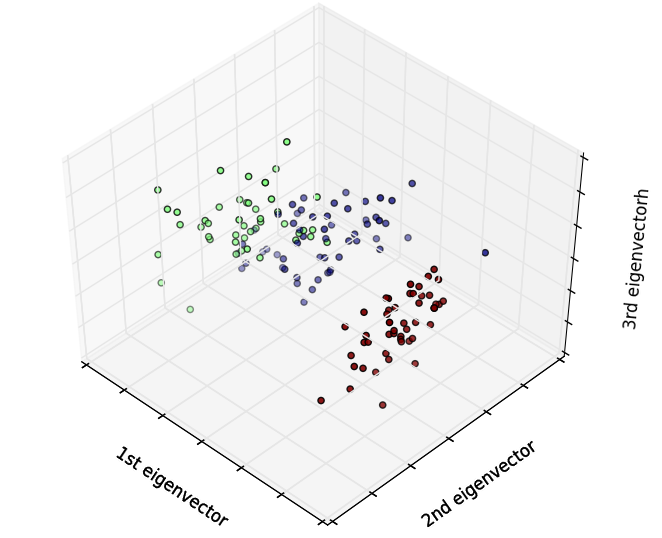 1st eigenvector
2nd eigenvector
3rd eigenvectorh